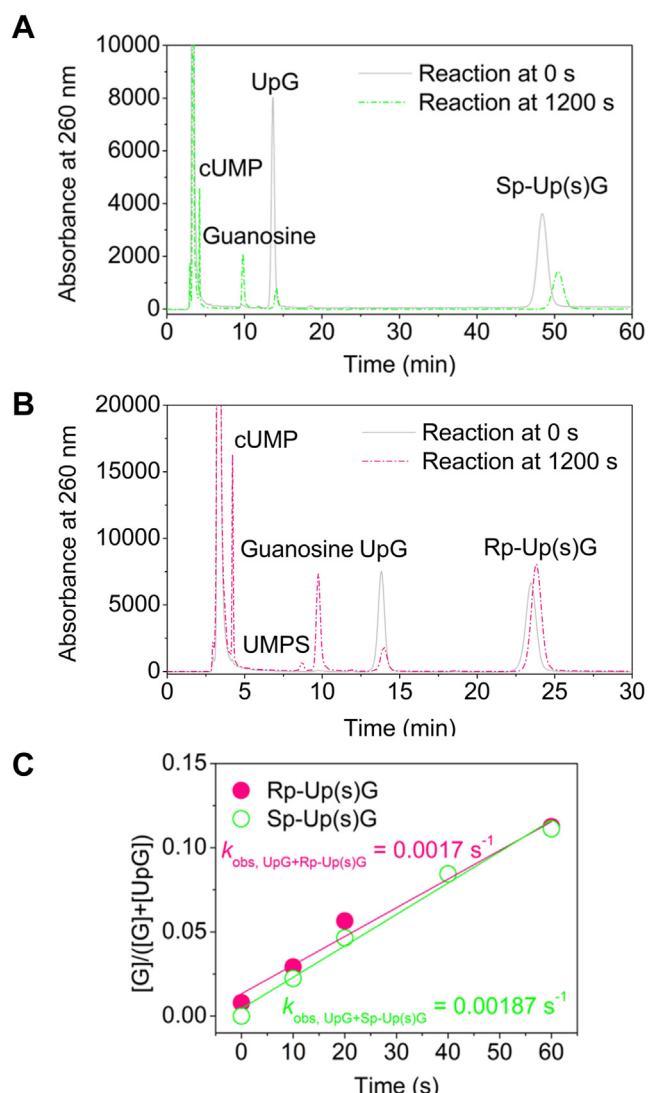 A
10000
8000
6000
4000
2000
0
Absorbance at 260 nm
UpG
Reaction at 0 s
Reaction at 1200 s
cUMP
Guanosine
Sp-Up(s)G
0 10 20 30 40 50 60
Time (min)
B
20000
15000
10000
5000
0
Absorbance at 260 nm
cUMP
Reaction at 0 s
Reaction at 1200 s
Guanosine UpG
Rp-Up(s)G
UMPS
0 5 10 15 20 25 30
Time (min)
C
0.15
0.10
0.05
0.00
[G]/([G]+[UpG])
Rp-Up(s)G
Sp-Up(s)G
kobs, UpG+Rp-Up(s)G = 0.0017 s-1
kobs, UpG+Sp-Up(s)G = 0.00187 s-1
0 10 20 30 40 50 60
Time (s)